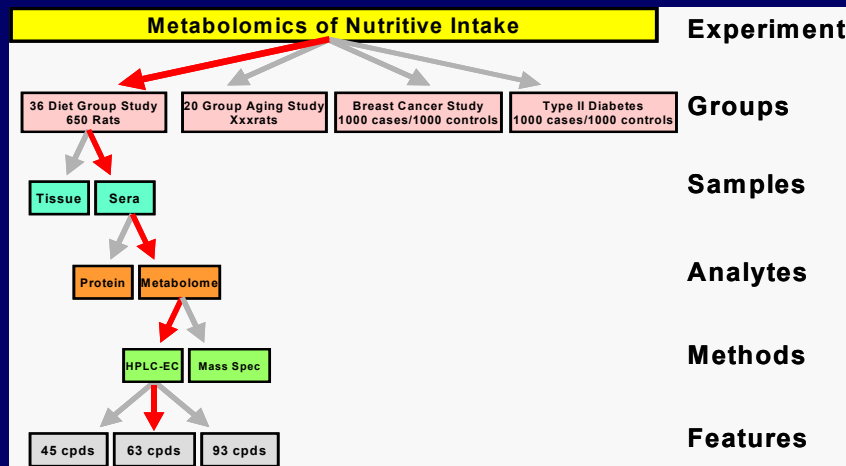 Metabolomics of Nutritive Intake
Experiment
36 Diet Group Study
650 Rats
20 Group Aging Study
Xxxrats
Breast Cancer Study
1000 cases/1000 controls
Type II Diabetes
1000 cases/1000 controls
Groups
Tissue
Sera
Samples
Protein
Metabolome
Analytes
HPLC-EC
Mass Spec
Methods
45 cpds
63 cpds
93 cpds
Features